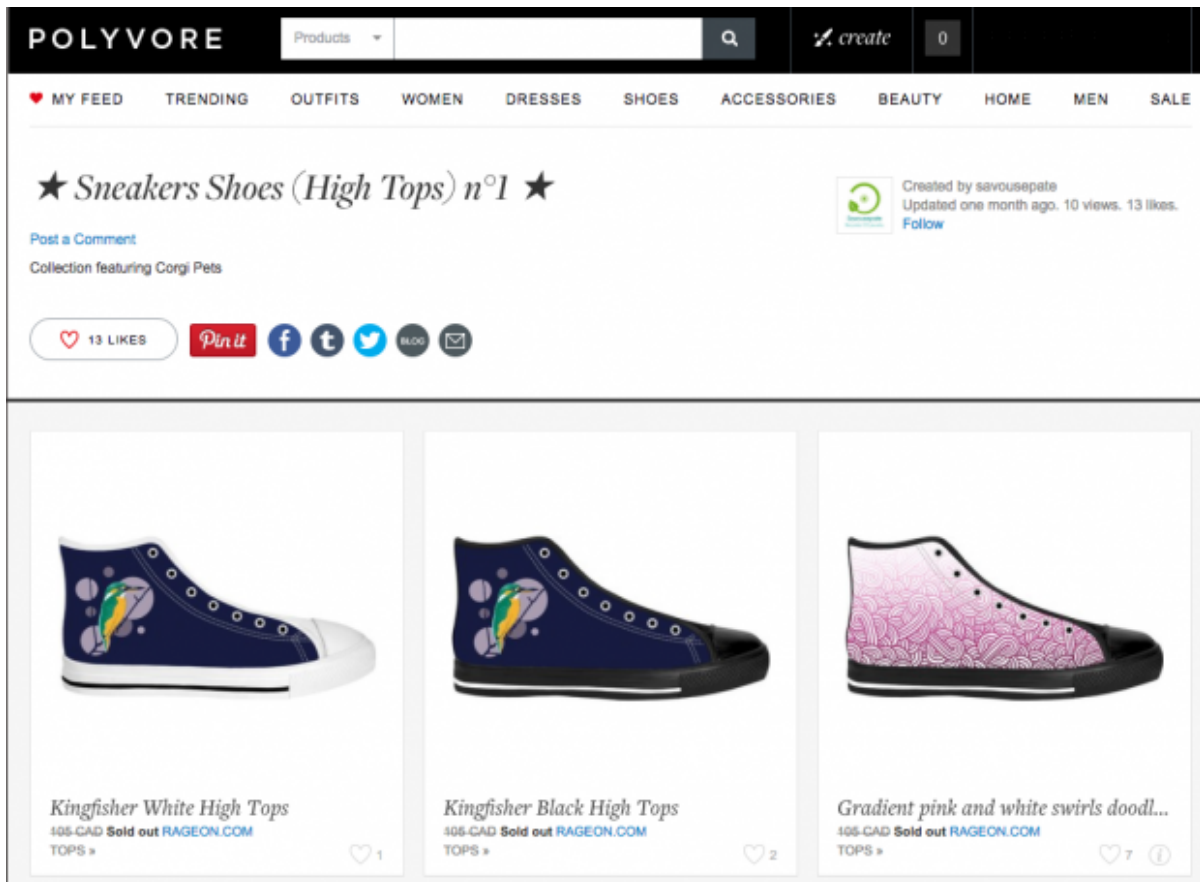 POLYVORE
Products
create
0
MY FEED TRENDING OUTFITS WOMEN DRESSES SHOES ACCESSORIES BEAUTY HOME MEN SALE
★ Sneakers Shoes (High Tops) n°1 ★
Created by savousepate
Updated one month ago. 10 views. 13 likes.
Follow
Post a Comment
Collection featuring Corgi Pets
13 LIKES
Pin it
f
t
BLOG
Kingfisher White High Tops
105 CAD Sold out RAGEON.COM
TOPS »
1
Kingfisher Black High Tops
105 CAD Sold out RAGEON.COM
TOPS »
2
Gradient pink and white swirls doodl...
105 CAD Sold out RAGEON.COM
TOPS »
7
i